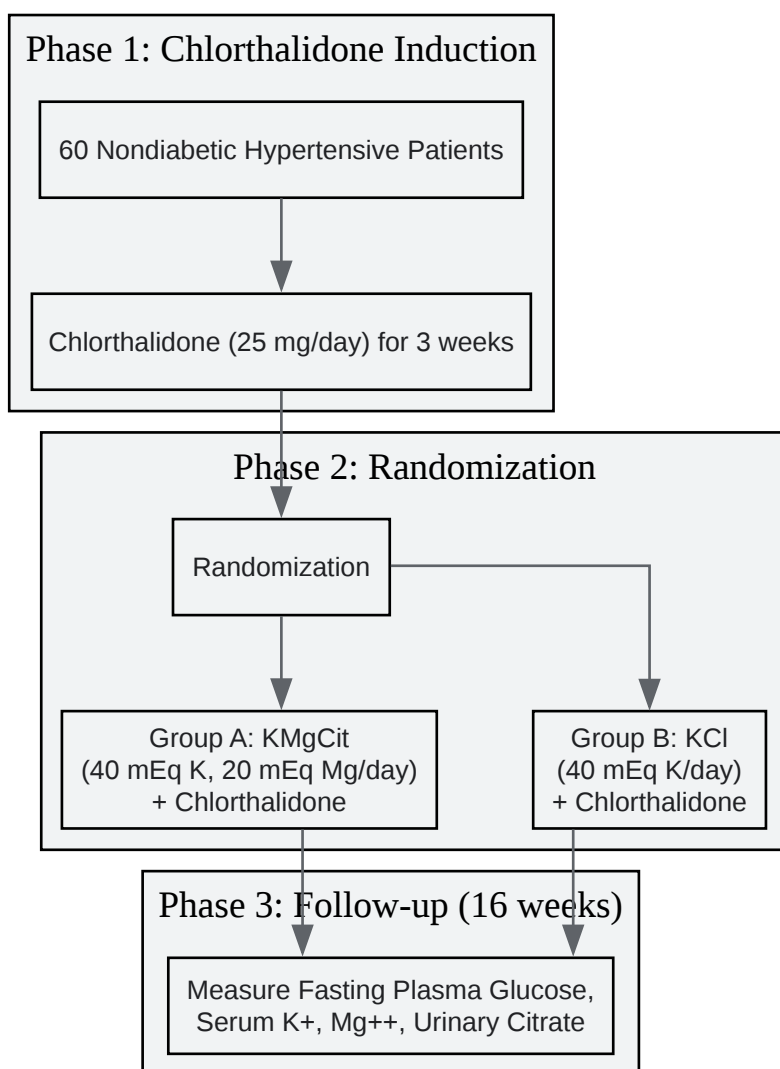 Phase 1: Chlorthalidone Induction
60 Nondiabetic Hypertensive Patients
Chlorthalidone (25 mg/day) for 3 weeks
Phase 2: Randomization
Randomization
Group A: KMgCit
(40 mEq K, 20 mEq Mg/day)
+ Chlorthalidone
Group B: KCl
(40 mEq K/day)
+ Chlorthalidone
Phase 3: Follow-up (16 weeks)
Measure Fasting Plasma Glucose,
Serum K+, Mg++, Urinary Citrate